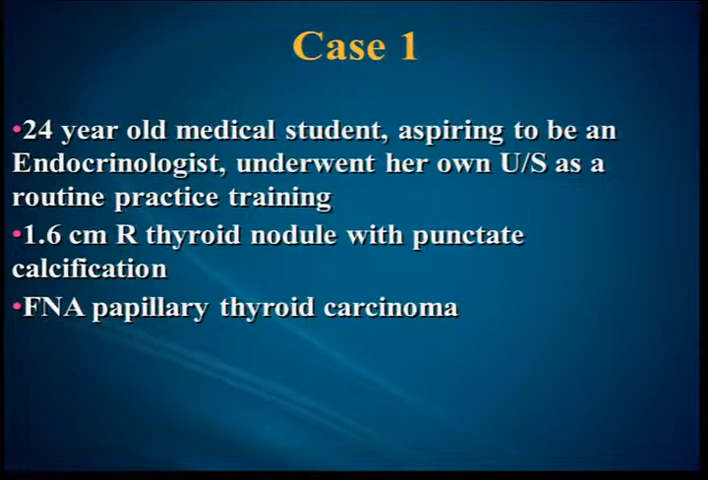 Case 1
•24 year old medical student, aspiring to be an
Endocrinologist, underwent her own U/S as a
routine practice training
•1.6 cm R thyroid nodule with punctate
calcification
•FNA papillary thyroid carcinoma